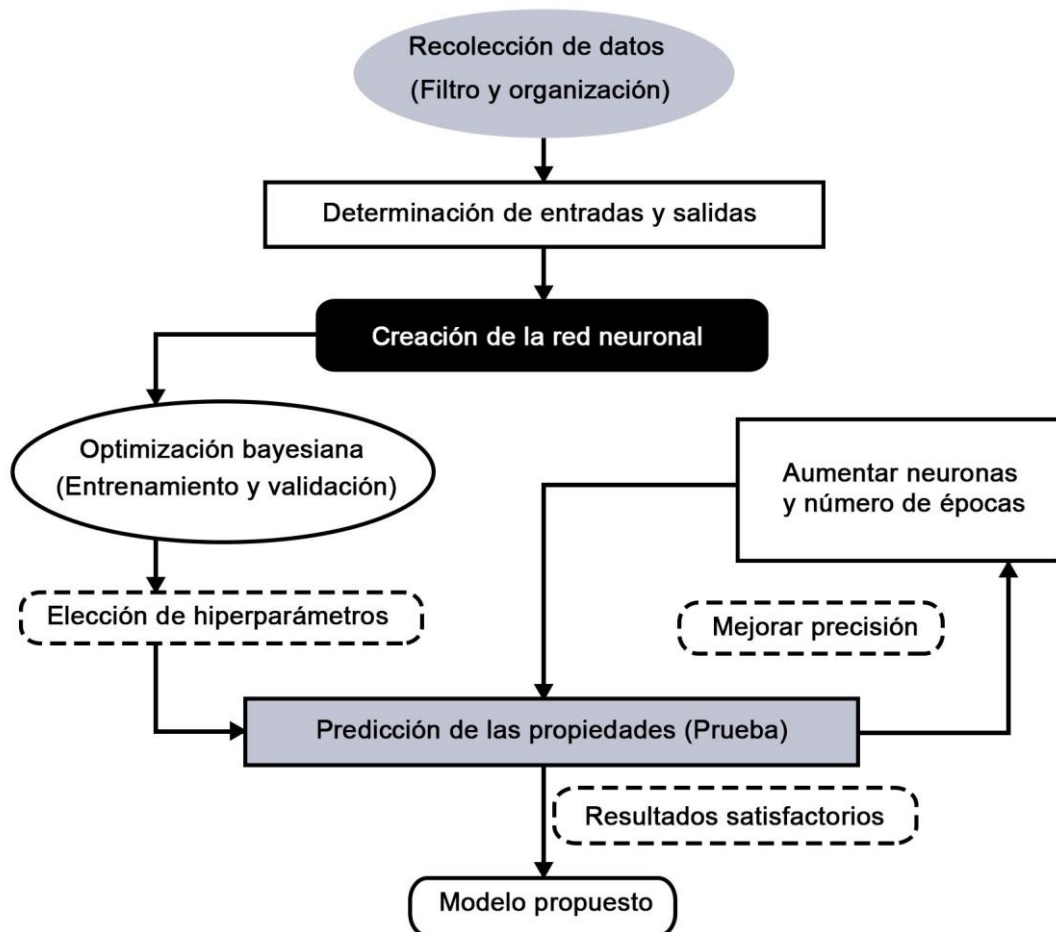 Recolección de datos
(Filtro y organización)
Determinación de entradas y salidas
Creación de la red neuronal
Optimización bayesiana
(Entrenamiento y validación)
Aumentar neuronas
y número de épocas
Elección de hiperparámetros
Mejorar precisión
Predicción de las propiedades (Prueba)
Resultados satisfactorios
Modelo propuesto